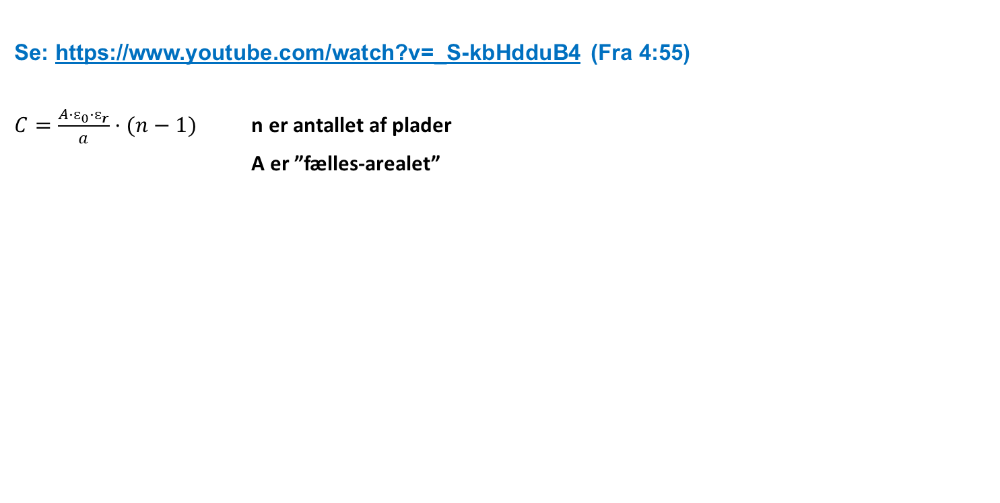 Se: https://www.youtube.com/watch?v=_S-kbHdduB4 (Fra 4:55)
C = A·ε₀·εᵣ / a · (n − 1) n er antallet af plader
A er ”fælles-arealet”